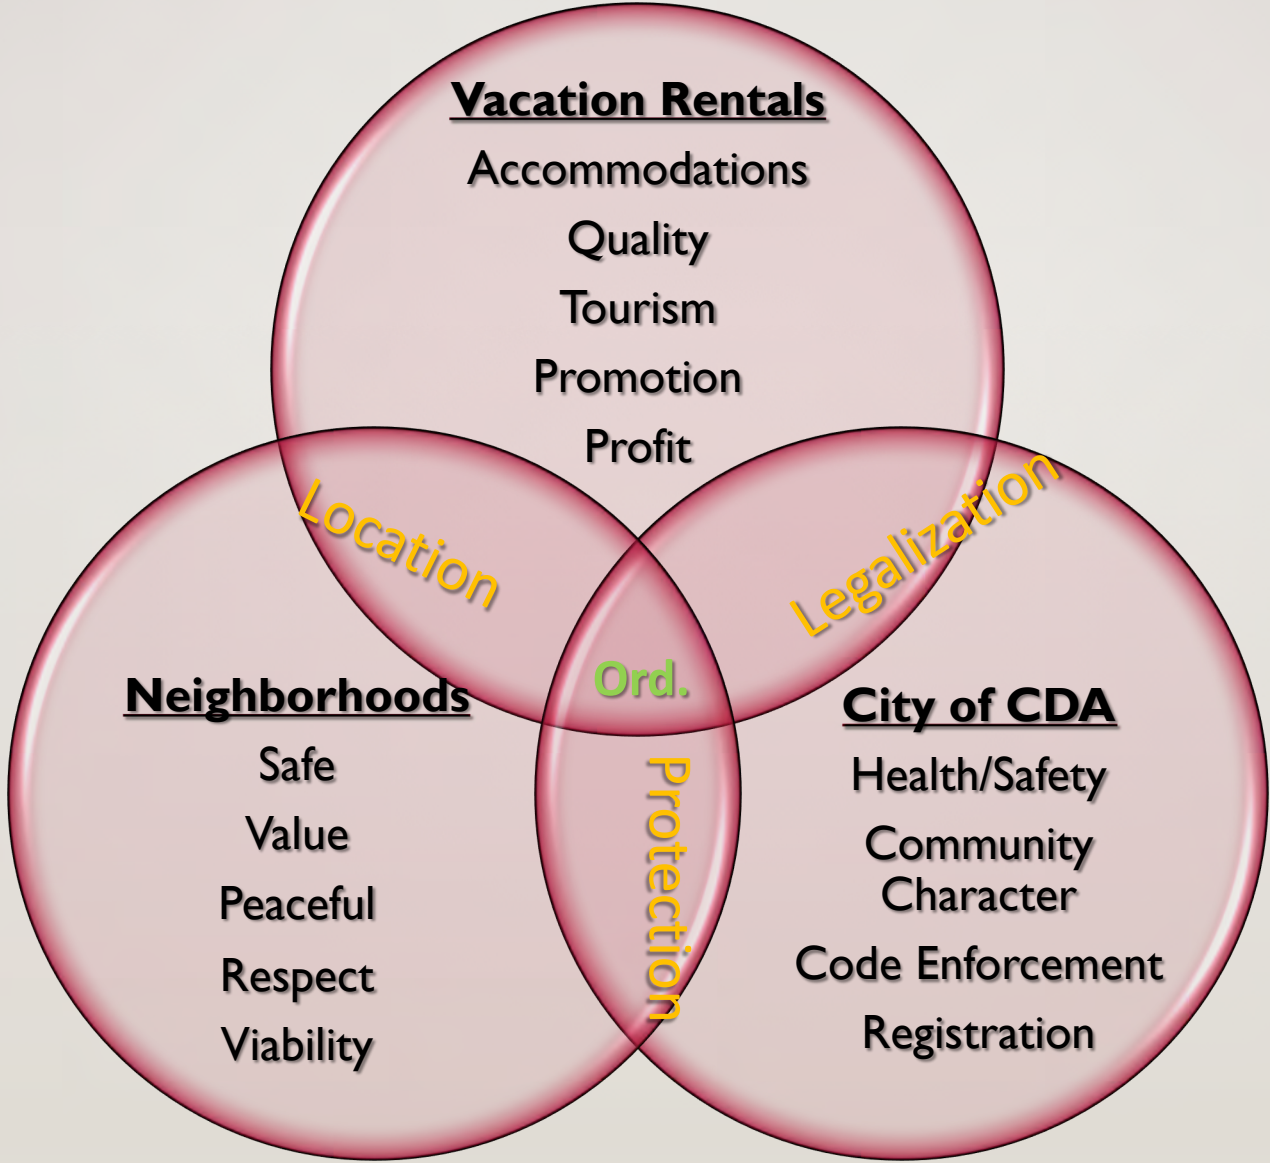 Vacation Rentals
Accommodations
Quality
Tourism
Promotion
Profit
Location
Legalization
Ord.
Protection
Neighborhoods
Safe
Value
Peaceful
Respect
Viability
City of CDA
Health/Safety
Community
Character
Code Enforcement
Registration